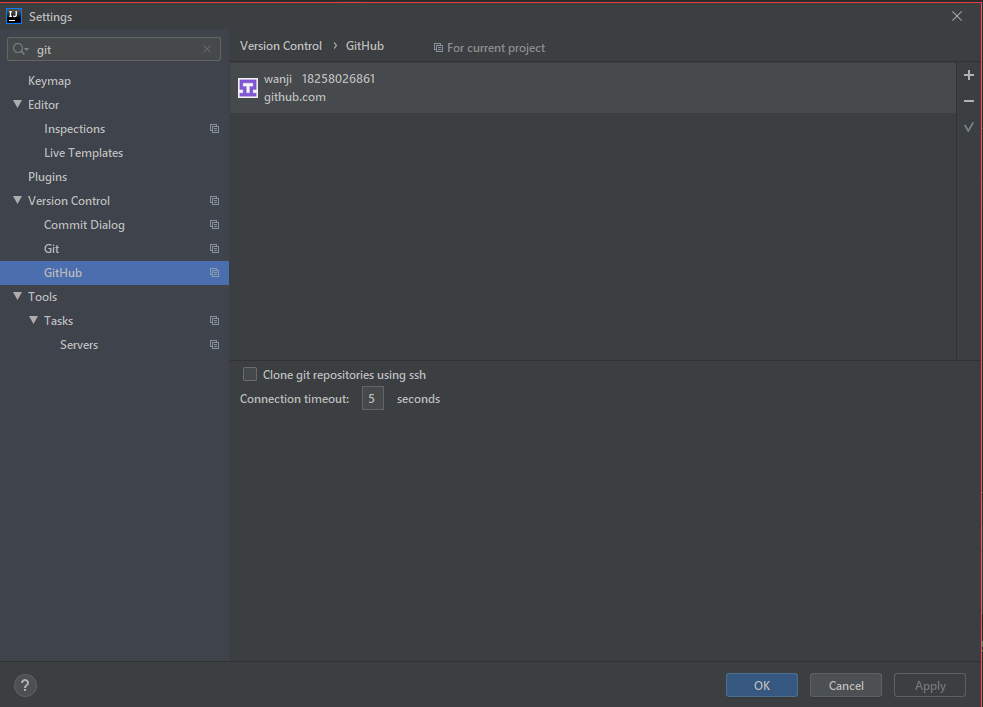 IJ Settings
git
Keymap
Editor
Inspections
Live Templates
Plugins
Version Control
Commit Dialog
Git
GitHub
Tools
Tasks
Servers
Version Control › GitHub For current project
wanji 18258026861
github.com
Clone git repositories using ssh
Connection timeout: 5 seconds
? OK Cancel Apply